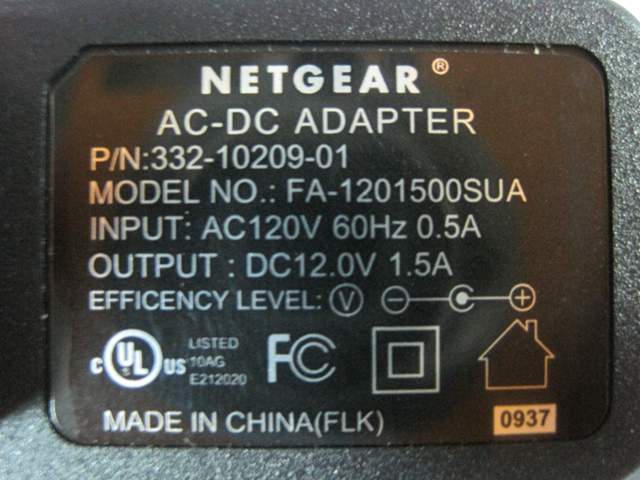 NETGEAR®
AC-DC ADAPTER
P/N:332-10209-01
MODEL NO.: FA-1201500SUA
INPUT: AC120V 60Hz 0.5A
OUTPUT : DC12.0V 1.5A
EFFICENCY LEVEL: V
c UL us LISTED
10AG
E212020
FC
MADE IN CHINA(FLK)
0937